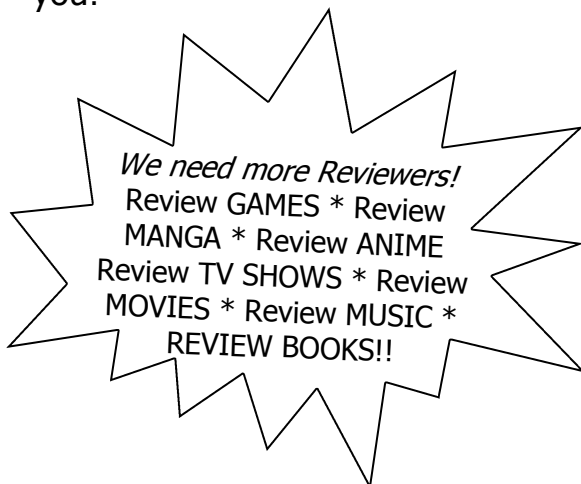 you!
We need more Reviewers!
Review GAMES * Review
MANGA * Review ANIME
Review TV SHOWS * Review
MOVIES * Review MUSIC *
REVIEW BOOKS!!